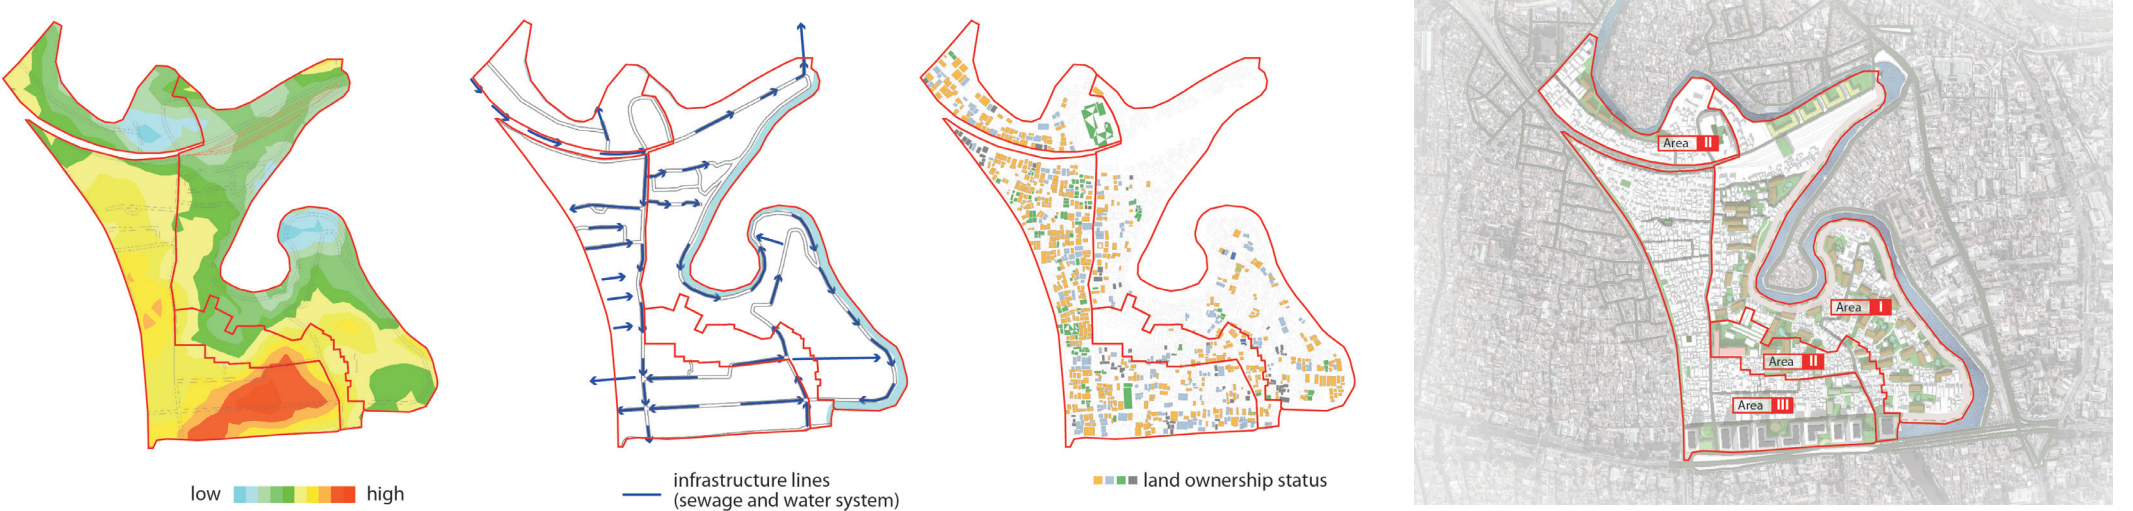 low
high
infrastructure lines
(sewage and water system)
land ownership status
Area II
Area I
Area II
Area III